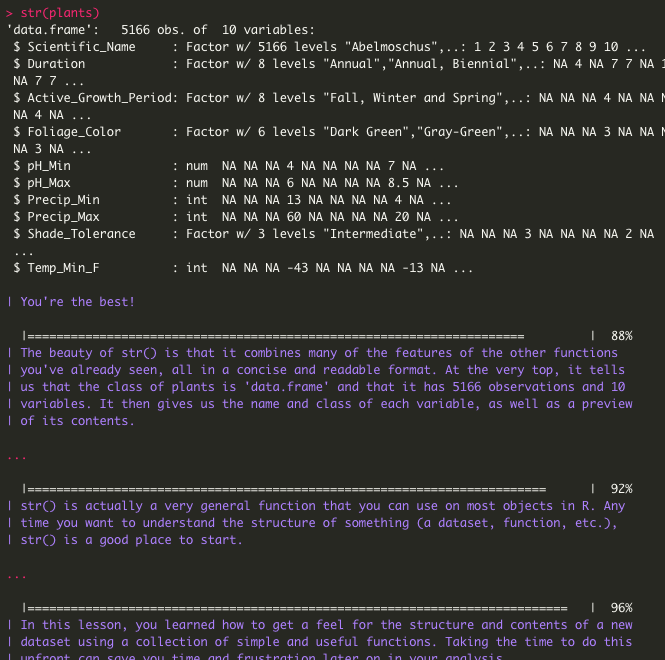 > str(plants)
'data.frame':   5166 obs. of  10 variables:
 $ Scientific_Name     : Factor w/ 5166 levels "Abelmoschus",..: 1 2 3 4 5 6 7 8 9 10 ...
 $ Duration            : Factor w/ 8 levels "Annual","Annual, Biennial",..: NA 4 NA 7 7 NA 1
NA 7 7 ...
 $ Active_Growth_Period: Factor w/ 8 levels "Fall, Winter and Spring",..: NA NA NA 4 NA NA N
NA 4 NA ...
 $ Foliage_Color       : Factor w/ 6 levels "Dark Green","Gray-Green",..: NA NA NA 3 NA NA N
NA 3 NA ...
 $ pH_Min              : num  NA NA NA 4 NA NA NA NA 7 NA ...
 $ pH_Max              : num  NA NA NA 6 NA NA NA NA 8.5 NA ...
 $ Precip_Min          : int  NA NA NA 13 NA NA NA NA 4 NA ...
 $ Precip_Max          : int  NA NA NA 60 NA NA NA NA 20 NA ...
 $ Shade_Tolerance     : Factor w/ 3 levels "Intermediate",..: NA NA NA 3 NA NA NA NA 2 NA
...
 $ Temp_Min_F          : int  NA NA NA -43 NA NA NA NA -13 NA ...
| You're the best!
|===================================================================== | 88%
| The beauty of str() is that it combines many of the features of the other functions
| you've already seen, all in a concise and readable format. At the very top, it tells
| us that the class of plants is 'data.frame' and that it has 5166 observations and 10
| variables. It then gives us the name and class of each variable, as well as a preview
| of its contents.
...
|======================================================================== | 92%
| str() is actually a very general function that you can use on most objects in R. Any
| time you want to understand the structure of something (a dataset, function, etc.),
| str() is a good place to start.
...
|=========================================================================== | 96%
| In this lesson, you learned how to get a feel for the structure and contents of a new
| dataset using a collection of simple and useful functions. Taking the time to do this
| upfront can save you time and frustration later on in your analysis.